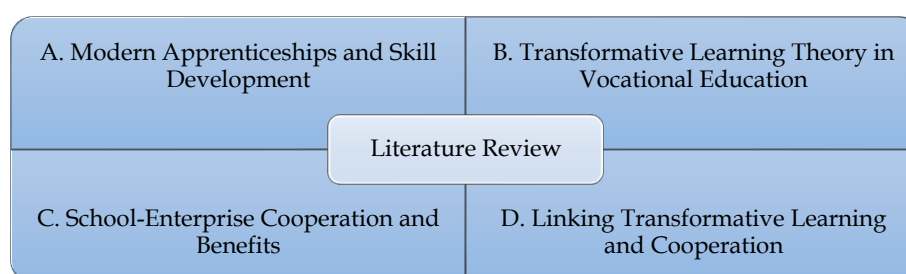 A. Modern Apprenticeships and Skill
Development
B. Transformative Learning Theory in
Vocational Education
Literature Review
C. School-Enterprise Cooperation and
Benefits
D. Linking Transformative Learning
and Cooperation